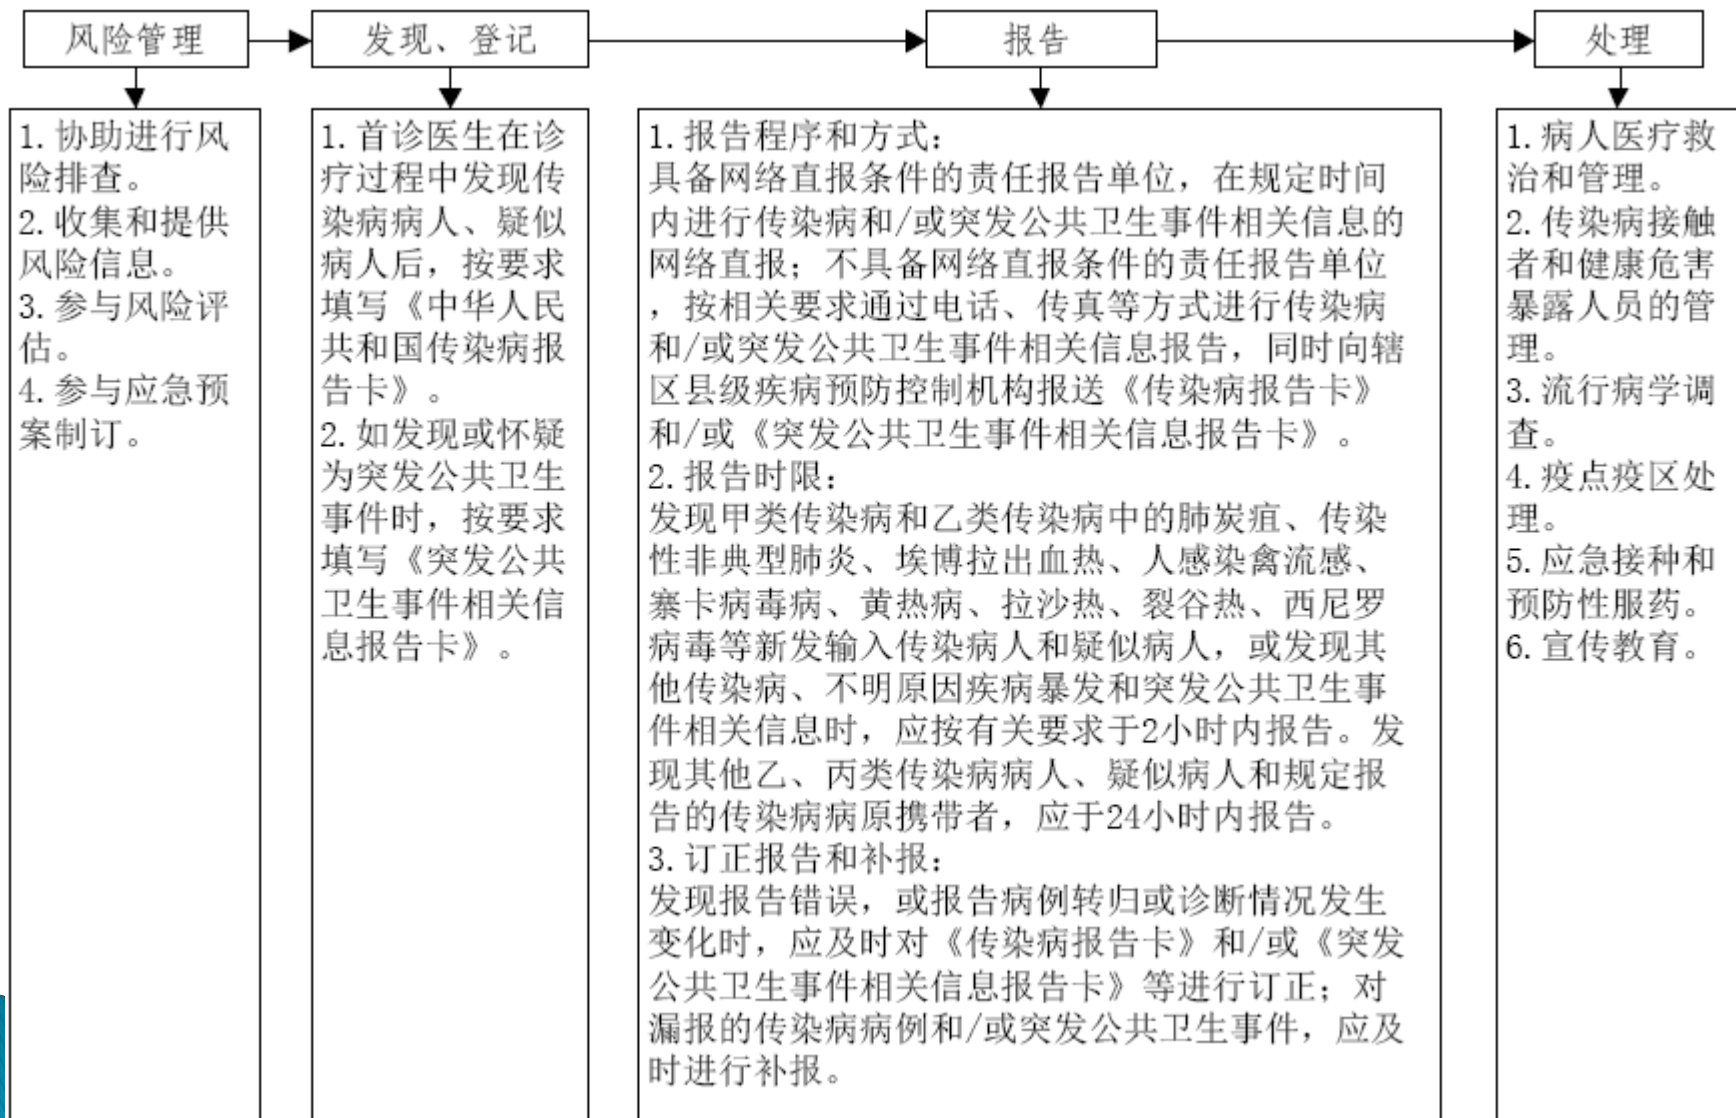 风险管理
发现、登记
报告
处理
1.协助进行风
险排查。
2.收集和提供
风险信息。
3.参与风险评
估。
4.参与应急预
案制订。
1.首诊医生在诊
疗过程中发现传
染病病人、疑似
病人后，按要求
填写《中华人民
共和国传染病报
告卡》。
2.如发现或怀疑
为突发公共卫生
事件时，按要求
填写《突发公共
卫生事件相关信
息报告卡》。
1.报告程序和方式：
具备网络直报条件的责任报告单位，在规定时间
内进行传染病和/或突发公共卫生事件相关信息的
网络直报；不具备网络直报条件的责任报告单位
，按相关要求通过电话、传真等方式进行传染病
和/或突发公共卫生事件相关信息报告，同时向辖
区县级疾病预防控制机构报送《传染病报告卡》
和/或《突发公共卫生事件相关信息报告卡》。
2.报告时限：
发现甲类传染病和乙类传染病中的肺炭疽、传染
性非典型肺炎、埃博拉出血热、人感染禽流感、
寨卡病毒病、黄热病、拉沙热、裂谷热、西尼罗
病毒等新发输入传染病人和疑似病人，或发现其
他传染病、不明原因疾病暴发和突发公共卫生事
件相关信息时，应按有关要求于2小时内报告。发
现其他乙、丙类传染病病人、疑似病人和规定报
告的传染病病原携带者，应于24小时内报告。
3.订正报告和补报：
发现报告错误，或报告病例转归或诊断情况发生
变化时，应及时对《传染病报告卡》和/或《突发
公共卫生事件相关信息报告卡》等进行订正；对
漏报的传染病病例和/或突发公共卫生事件，应及
时进行补报。
1.病人医疗救
治和管理。
2.传染病接触
者和健康危害
暴露人员的管
理。
3.流行病学调
查。
4.疫点疫区处
理。
5.应急接种和
预防性服药。
6.宣传教育。